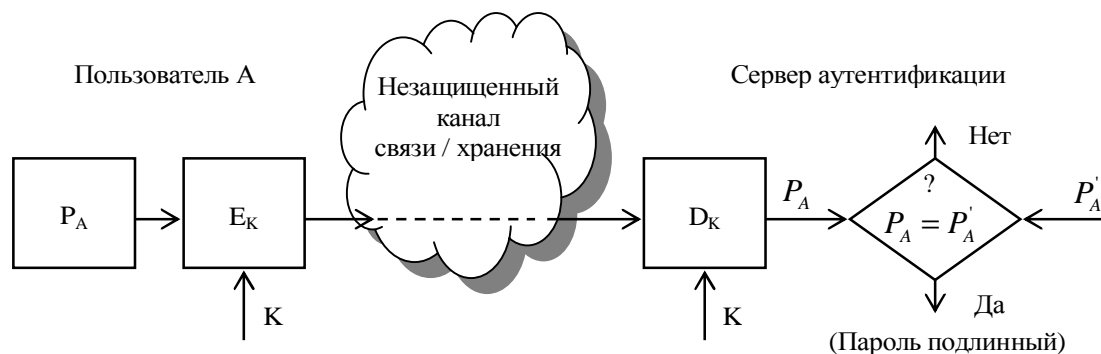 Пользователь А
Незащищенный
канал
связи / хранения
Сервер аутентификации
Нет
P_A
E_K
D_K
P_A
?
P_A = P_A'
P_A'
K
K
Да
(Пароль подлинный)